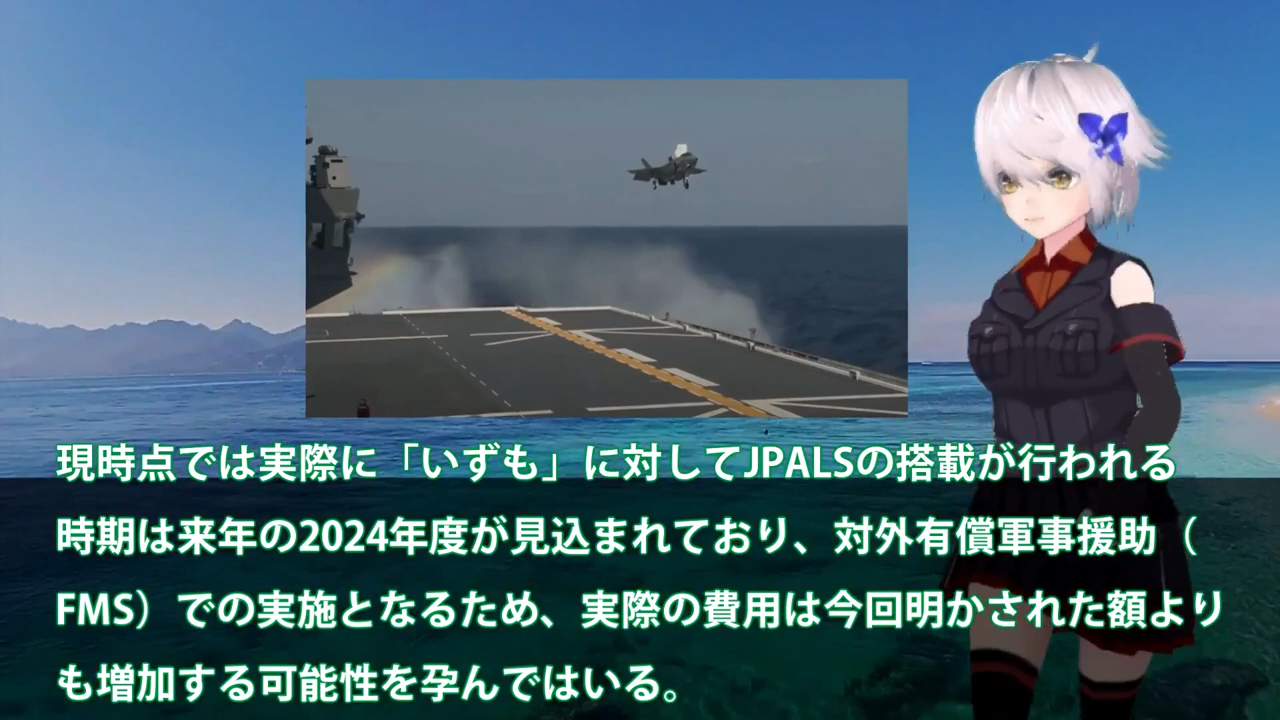 現時点では実際に「いずも」に対してJPALSの搭載が行われる
時期は来年の2024年度が見込まれており、対外有償軍事援助（
FMS）での実施となるため、実際の費用は今回明かされた額より
も増加する可能性を孕んではいる。